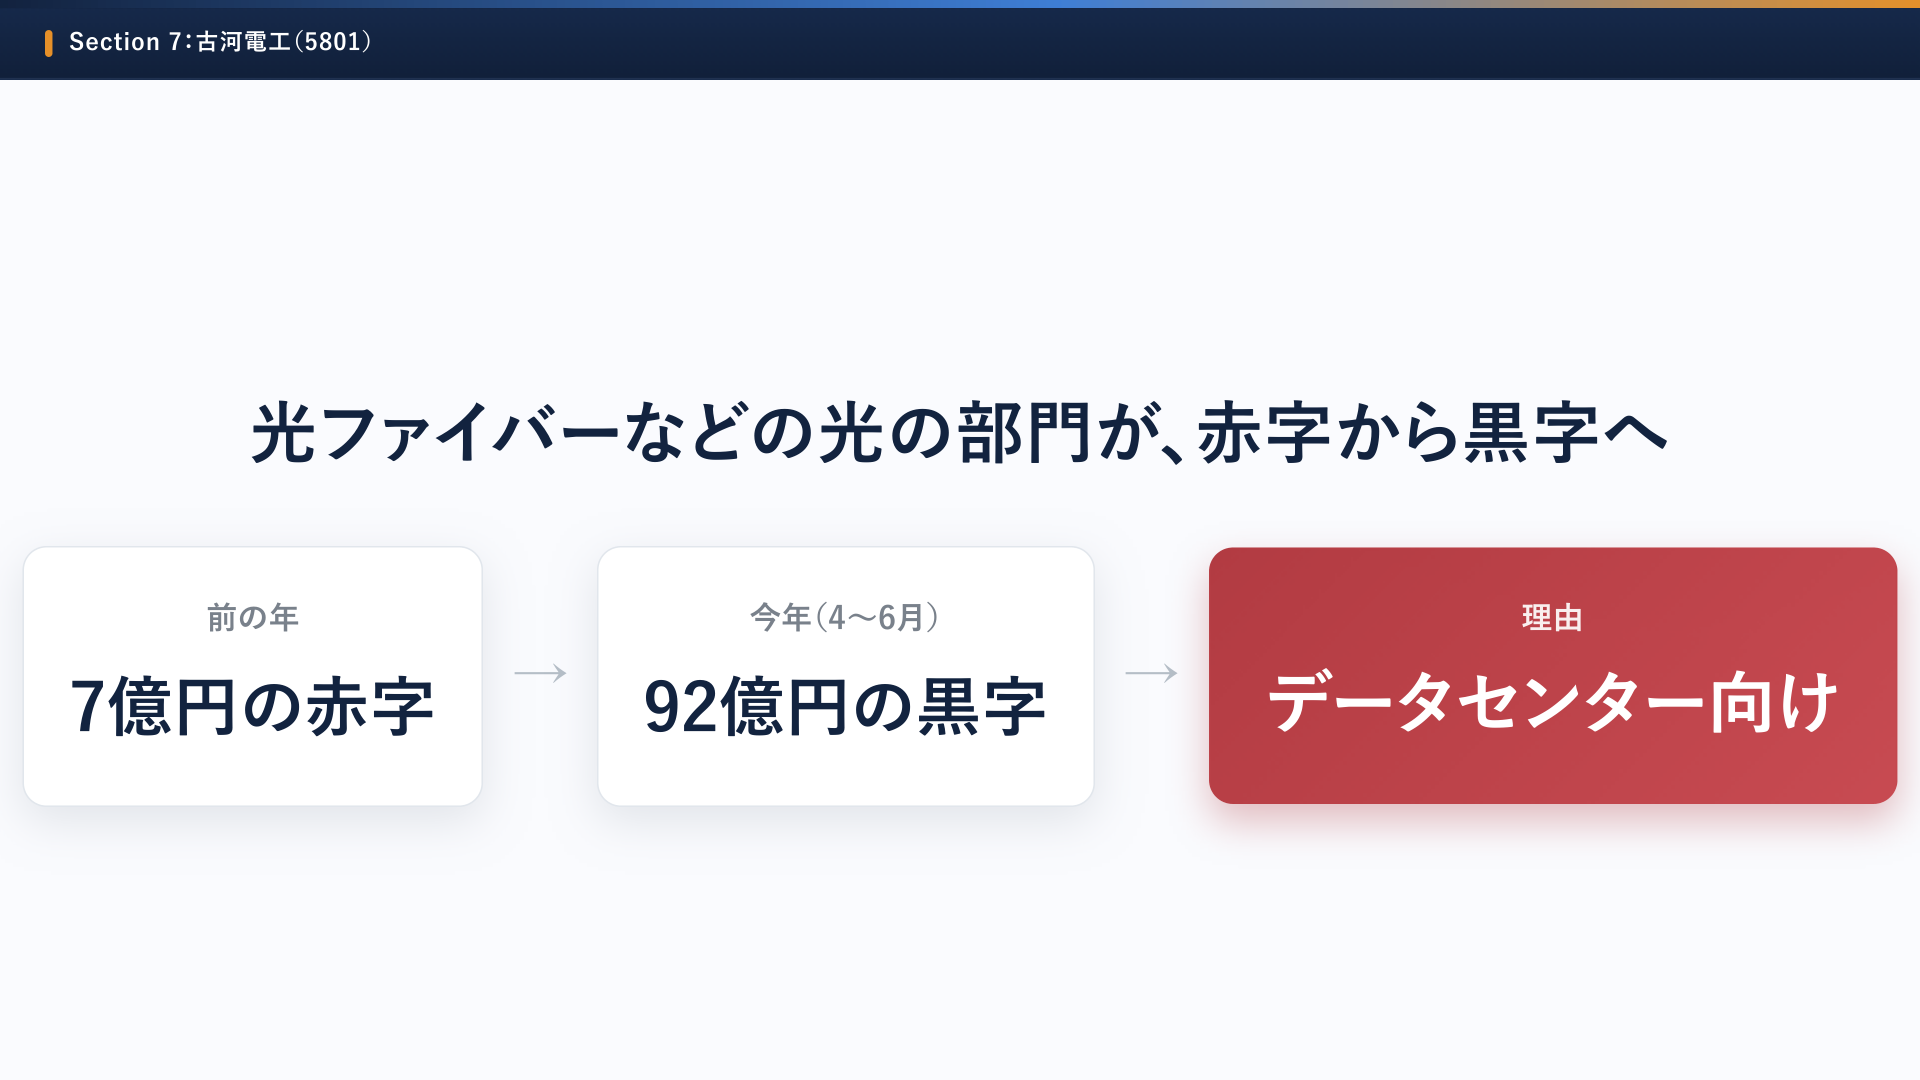 Section 7：古河電工（5801）
光ファイバーなどの光の部門が、赤字から黒字へ
前の年
7億円の赤字
→
今年（4〜6月）
92億円の黒字
→
理由
データセンター向け